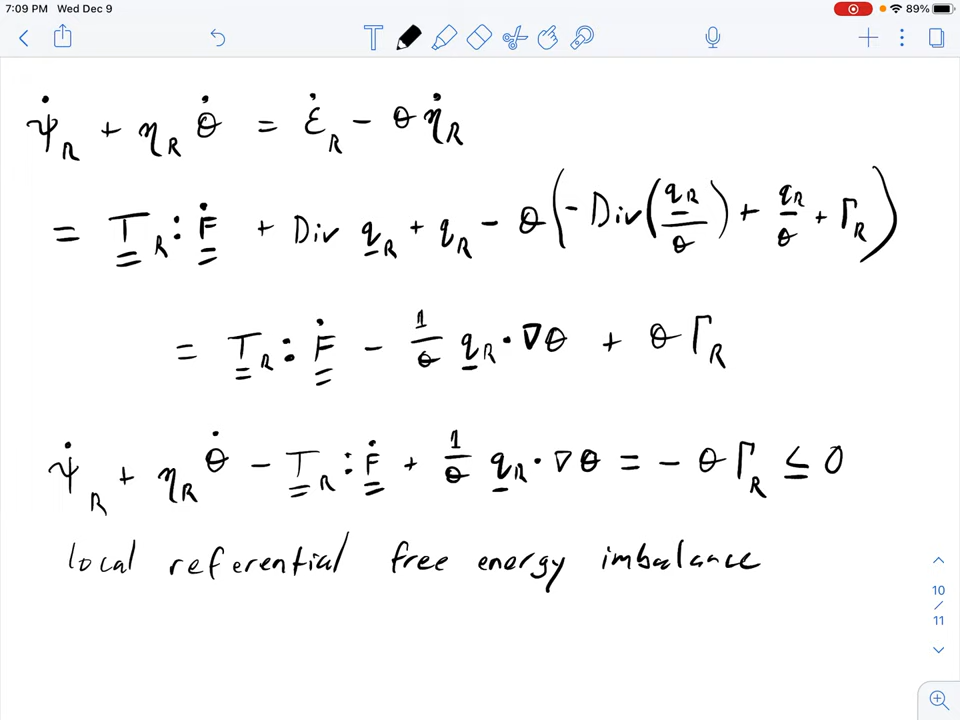 7:09 PM Wed Dec 9 89%
T
ψ̇_R + η_R θ̇ = ε̇_R - θ η̇_R
= T_R : Ḟ + Div q_R + q_R - θ(-Div(q_R/θ) + q_R/θ + Γ_R)
= T_R : Ḟ - 1/θ q_R · ∇θ + θ Γ_R
ψ̇_R + η_R θ̇ - T_R : Ḟ + 1/θ q_R · ∇θ = - θ Γ_R ≤ 0
local referential free energy imbalance
10
/
11